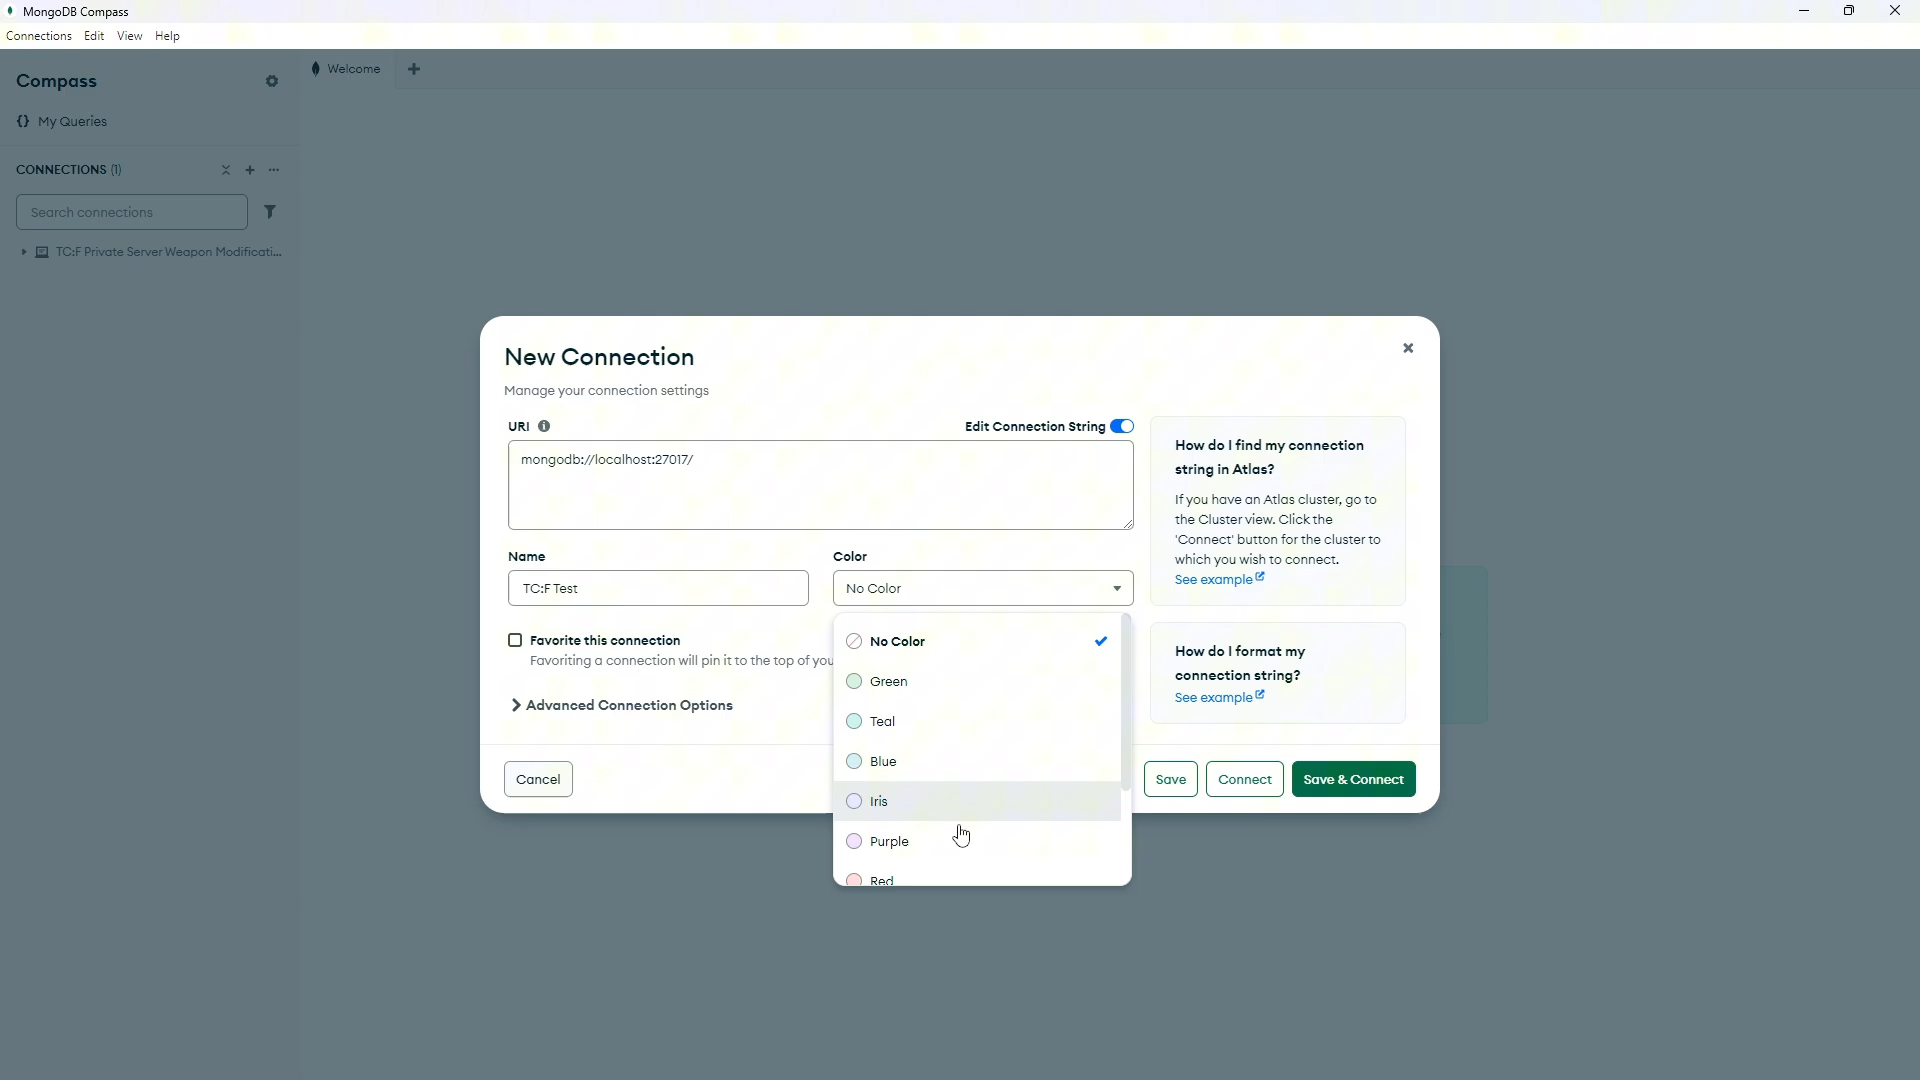 MongoDB Compass
Connections Edit View Help
Compass
Welcome
{} My Queries
CONNECTIONS (1)
Search connections
TC:F Private Server Weapon Modificati...
New Connection
Manage your connection settings
URI
Edit Connection String
mongodb://localhost:27017/
Name
TC:F Test
Color
No Color
Favorite this connection
Favoriting a connection will pin it to the top of you
Advanced Connection Options
No Color
Green
Teal
Blue
Iris
Purple
Red
How do I find my connection
string in Atlas?
If you have an Atlas cluster, go to
the Cluster view. Click the
'Connect' button for the cluster to
which you wish to connect.
See example
How do I format my
connection string?
See example
Cancel
Save
Connect
Save & Connect